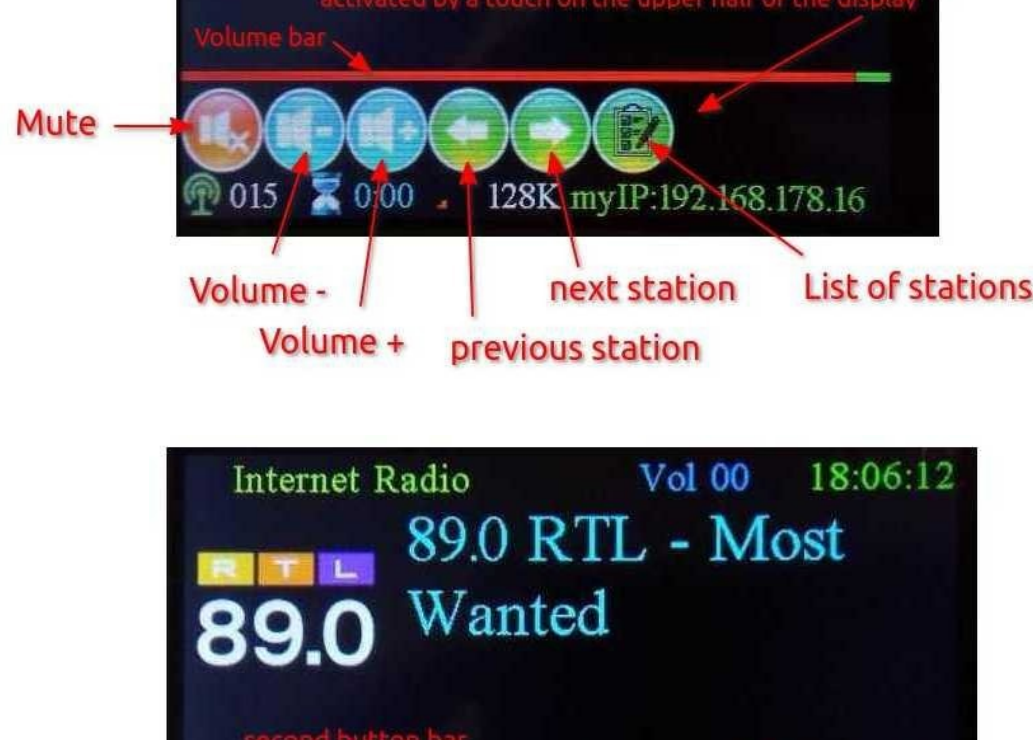 activated by a touch on the upper half of the display
Volume bar
Mute
015 0:00 128K myIP:192.168.178.16
Volume - next station List of stations
Volume + previous station
Internet Radio Vol 00 18:06:12
RTL 89.0 RTL - Most
89.0 Wanted
second button bar